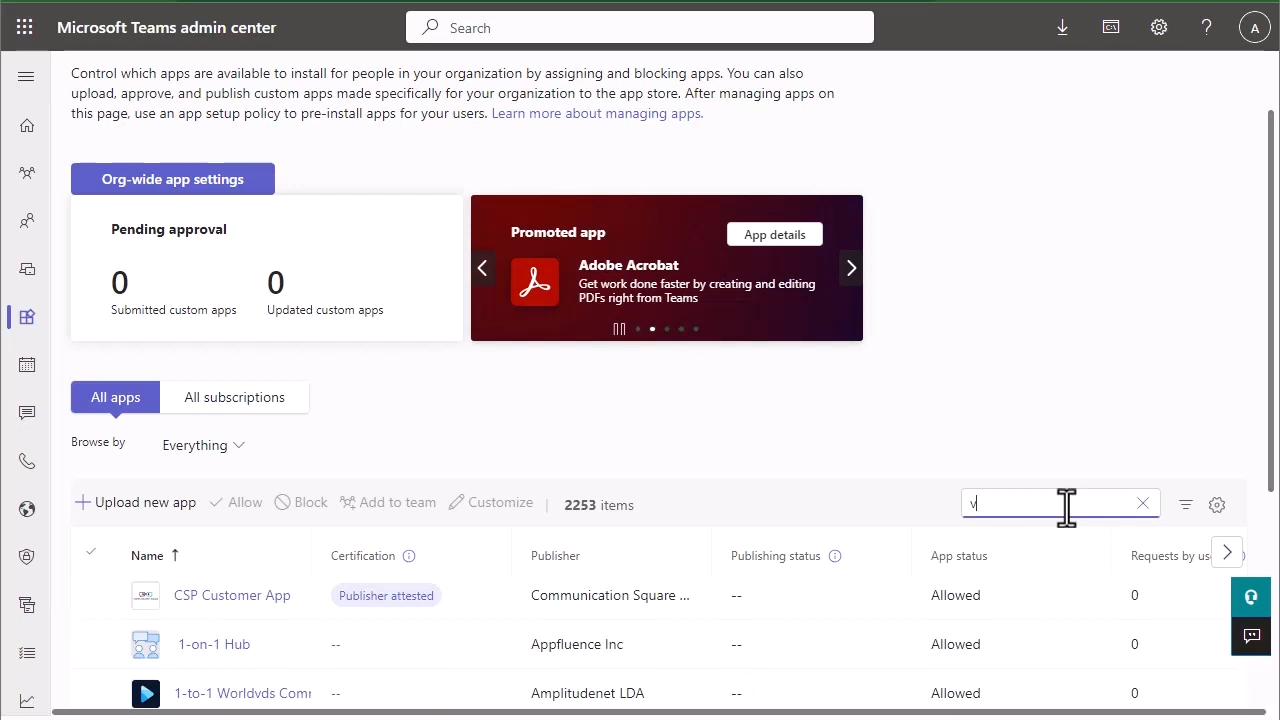 Microsoft Teams admin center
Search
A
Control which apps are available to install for people in your organization by assigning and blocking apps. You can also
upload, approve, and publish custom apps made specifically for your organization to the app store. After managing apps on
this page, use an app setup policy to pre-install apps for your users. Learn more about managing apps.
Org-wide app settings
Pending approval
0 0
Submitted custom apps Updated custom apps
Promoted app
App details
Adobe Acrobat
Get work done faster by creating and editing
PDFs right from Teams
All apps All subscriptions
Browse by Everything
Upload new app Allow Block Add to team Customize | 2253 items
v
Name ↑ Certification Publisher Publishing status App status Requests by us
CSP Customer App Publisher attested Communication Square ... -- Allowed 0
1-on-1 Hub -- Appfluence Inc -- Allowed 0
1-to-1 Worldvds Com -- Amplitudenet LDA -- Allowed 0